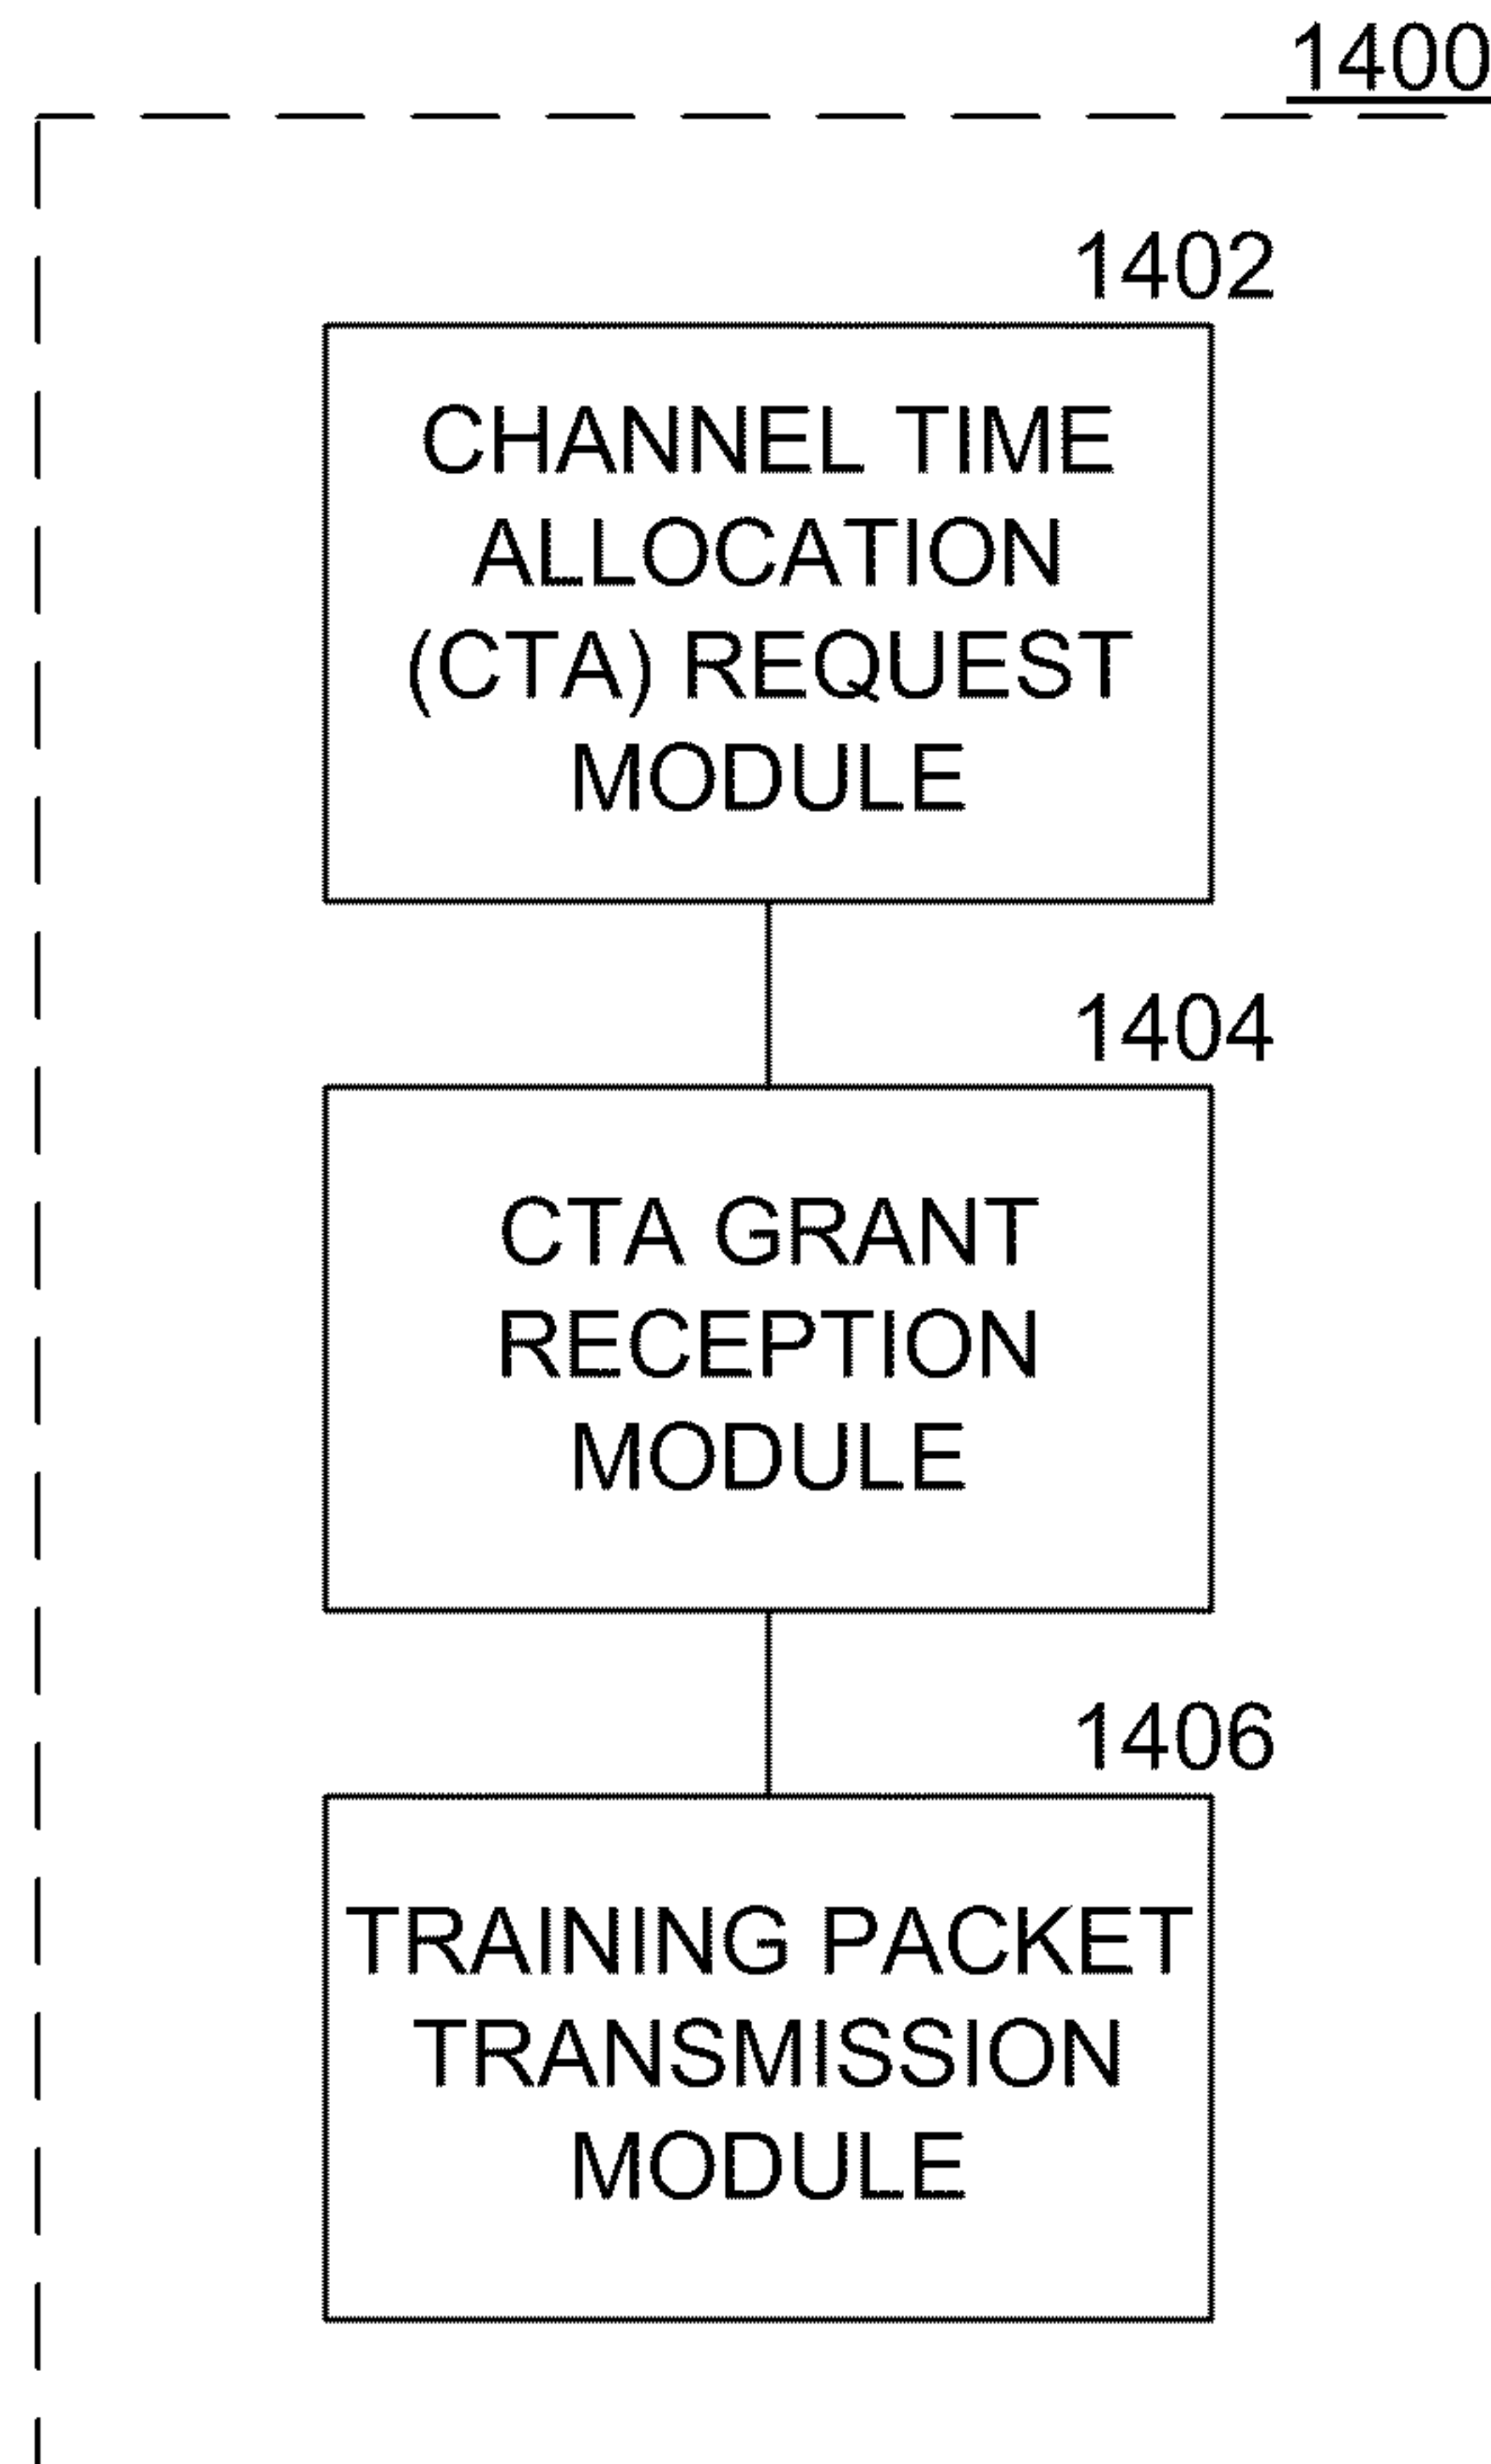 1400
1402
CHANNEL TIME
ALLOCATION
(CTA) REQUEST
MODULE
1404
CTA GRANT
RECEPTION
MODULE
1406
TRAINING PACKET
TRANSMISSION
MODULE